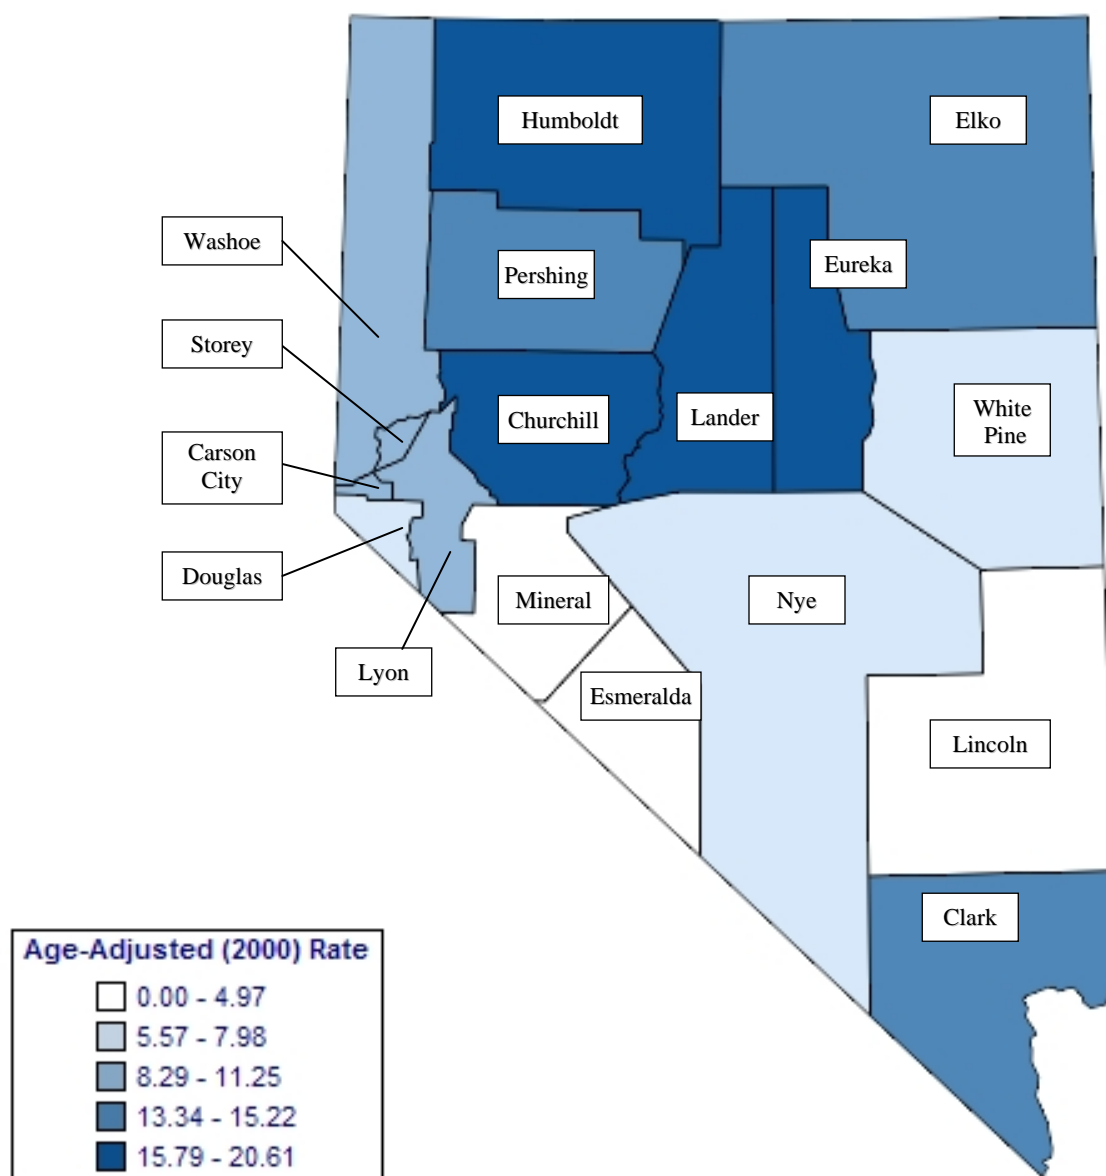 Humboldt
Elko
Washoe
Pershing
Eureka
Storey
Churchill
Lander
White
Pine
Carson
City
Douglas
Mineral
Nye
Lyon
Esmeralda
Lincoln
Clark
Age-Adjusted (2000) Rate
0.00 - 4.97
5.57 - 7.98
8.29 - 11.25
13.34 - 15.22
15.79 - 20.61